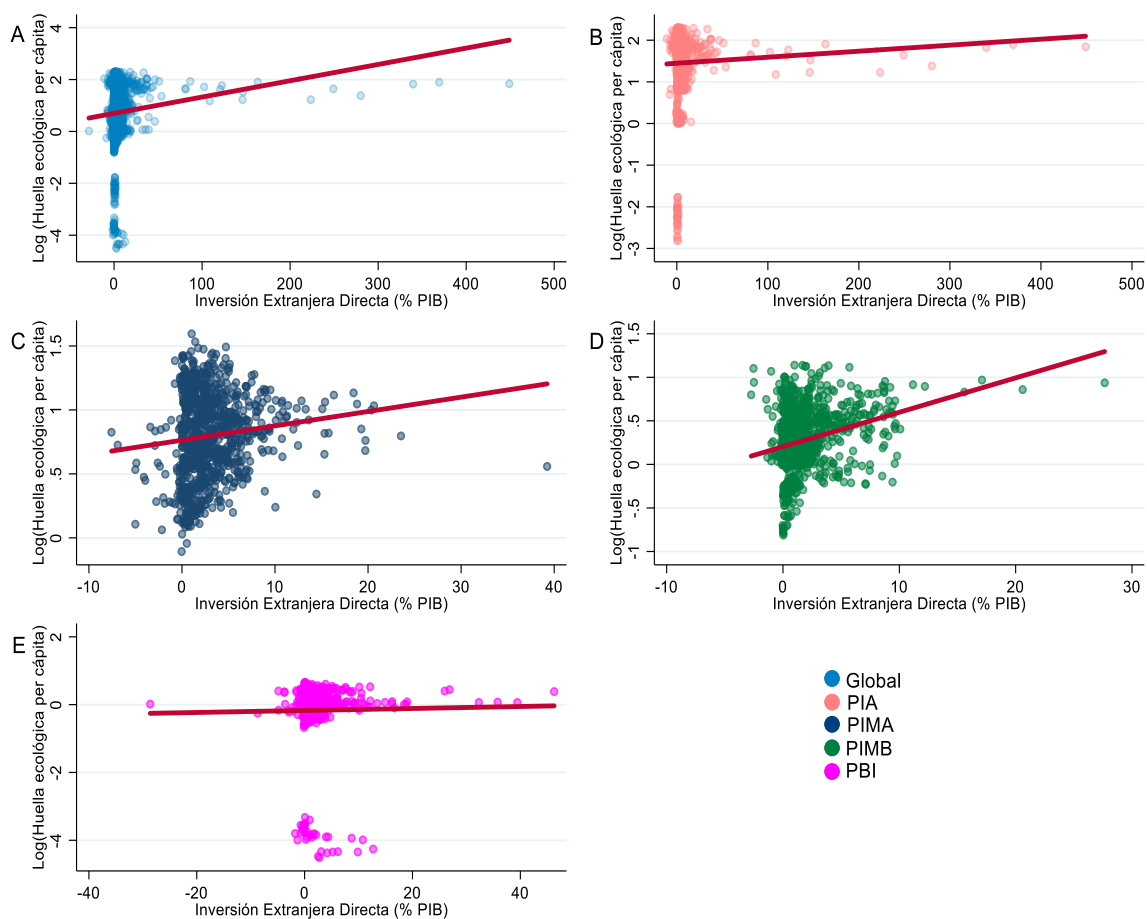 A
Log (Huella ecológica per cápita)
4
2
0
-2
-4
0 100 200 300 400 500
Inversión Extranjera Directa (% PIB)
B
Log(Huella ecológica per cápita)
2
1
0
-1
-2
-3
0 100 200 300 400 500
Inversión Extranjera Directa (% PIB)
C
Log(Huella ecológica per cápita)
1.5
1
.5
0
-10 0 10 20 30 40
Inversión Extranjera Directa (% PIB)
D
Log(Huella ecológica per cápita)
1.5
1
.5
0
-.5
-1
-10 0 10 20 30
Inversión Extranjera Directa (% PIB)
E
Log(Huella ecológica per cápita)
2
0
-2
-4
-40 -20 0 20 40
Inversión Extranjera Directa (% PIB)
Global
PIA
PIMA
PIMB
PBI